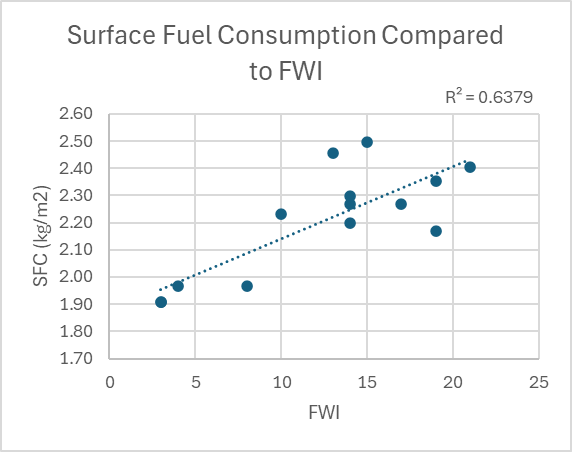 Surface Fuel Consumption Compared
to FWI
R² = 0.6379
2.60
2.50
2.40
2.30
2.20
2.10
2.00
1.90
1.80
1.70
SFC (kg/m2)
0 5 10 15 20 25
FWI